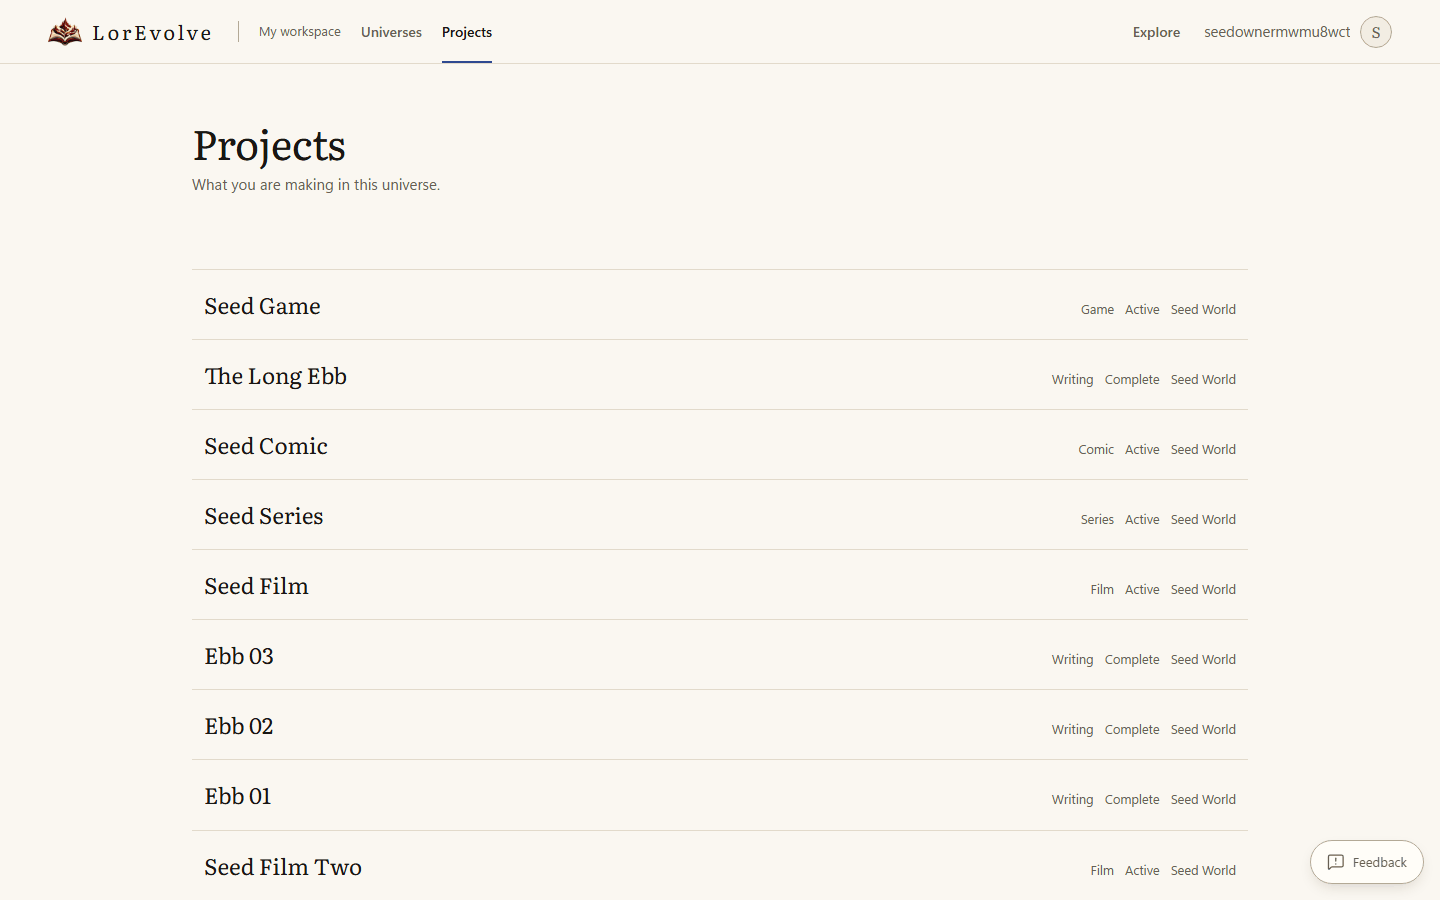 LorEvolve My workspace Universes Projects Explore seedownermwmu8wct S
Projects
What you are making in this universe.
Seed Game Game Active Seed World
The Long Ebb Writing Complete Seed World
Seed Comic Comic Active Seed World
Seed Series Series Active Seed World
Seed Film Film Active Seed World
Ebb 03 Writing Complete Seed World
Ebb 02 Writing Complete Seed World
Ebb 01 Writing Complete Seed World
Seed Film Two Film Active Seed World
Feedback